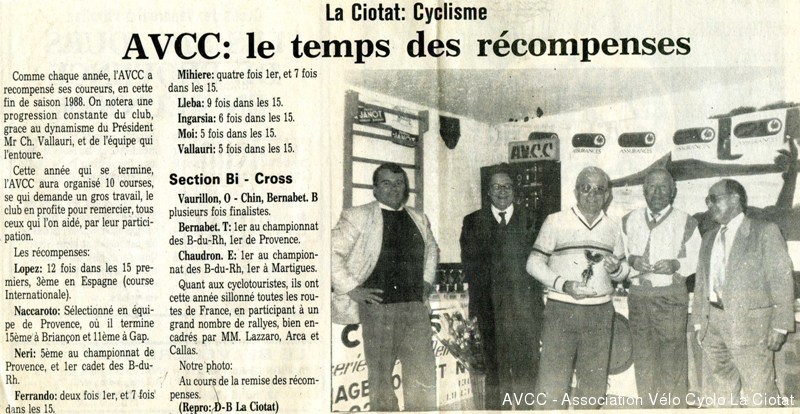 La Ciotat: Cyclisme
AVCC: le temps des récompenses
Comme chaque année, l'AVCC a
recompensé ses coureurs, en cette
fin de saison 1988. On notera une
progression constante du club,
grace au dynamisme du Président
Mr Ch. Vallauri, et de l'équipe qui
l'entoure.
Cette année qui se termine,
l'AVCC aura organisé 10 courses,
se qui demande un gros travail, le
club en profite pour remercier, tous
ceux qui l'on aidé, par leur partici-
pation.
Les récompenses:
Lopez: 12 fois dans les 15 pre-
miers, 3ème en Espagne (course
Internationale).
Naccaroto: Sélectionné en équi-
pe de Provence, où il termine
15ème à Briançon et 11ème à Gap.
Neri: 5ème au championnat de
Provence, et 1er cadet des B-du-
Rh.
Ferrando: deux fois 1er, et 7 fois
dans les 15.
Mihiere: quatre fois 1er, et 7 fois
dans les 15.
Lleba: 9 fois dans les 15.
Ingarsia: 6 fois dans les 15.
Moi: 5 fois dans les 15.
Vallauri: 5 fois dans les 15.
Section Bi - Cross
Vaurillon, O - Chin, Bernabet. B
plusieurs fois finalistes.
Bernabet. T: 1er au championnat
des B-du-Rh, 1er de Provence.
Chaudron. E: 1er au champion-
nat des B-du-Rh, 1er à Martigues.
Quant aux cyclotouristes, ils ont
cette année sillonné toutes les rou-
tes de France, en participant à un
grand nombre de rallyes, bien en-
cadrés par MM. Lazzaro, Arca et
Callas.
Notre photo:
Au cours de la remise des récom-
penses.
(Repro: D-B La Ciotat)
JANOT
JANOT
AVCC
ASSURANCES
ASSURANCES
AVCC - Association Vélo Cyclo La Ciotat